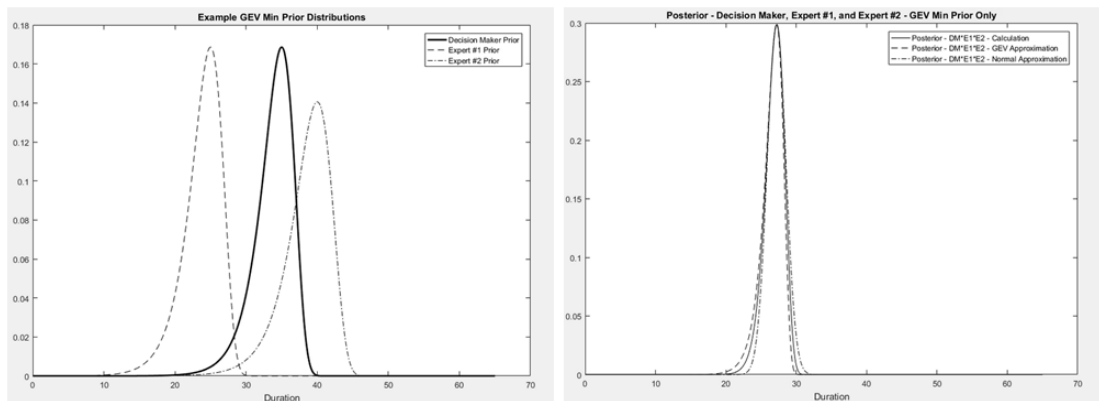 Example GEV Min Prior Distributions
0.18
0.16
0.14
0.12
0.1
0.08
0.06
0.04
0.02
0
Decision Maker Prior
Expert #1 Prior
Expert #2 Prior
0 10 20 30 40 50 60 70
Duration
Posterior - Decision Maker, Expert #1, and Expert #2 - GEV Min Prior Only
0.3
0.25
0.2
0.15
0.1
0.05
0
Posterior - DM*E1*E2 - Calculation
Posterior - DM*E1*E2 - GEV Approximation
Posterior - DM*E1*E2 - Normal Approximation
0 10 20 30 40 50 60 70
Duration